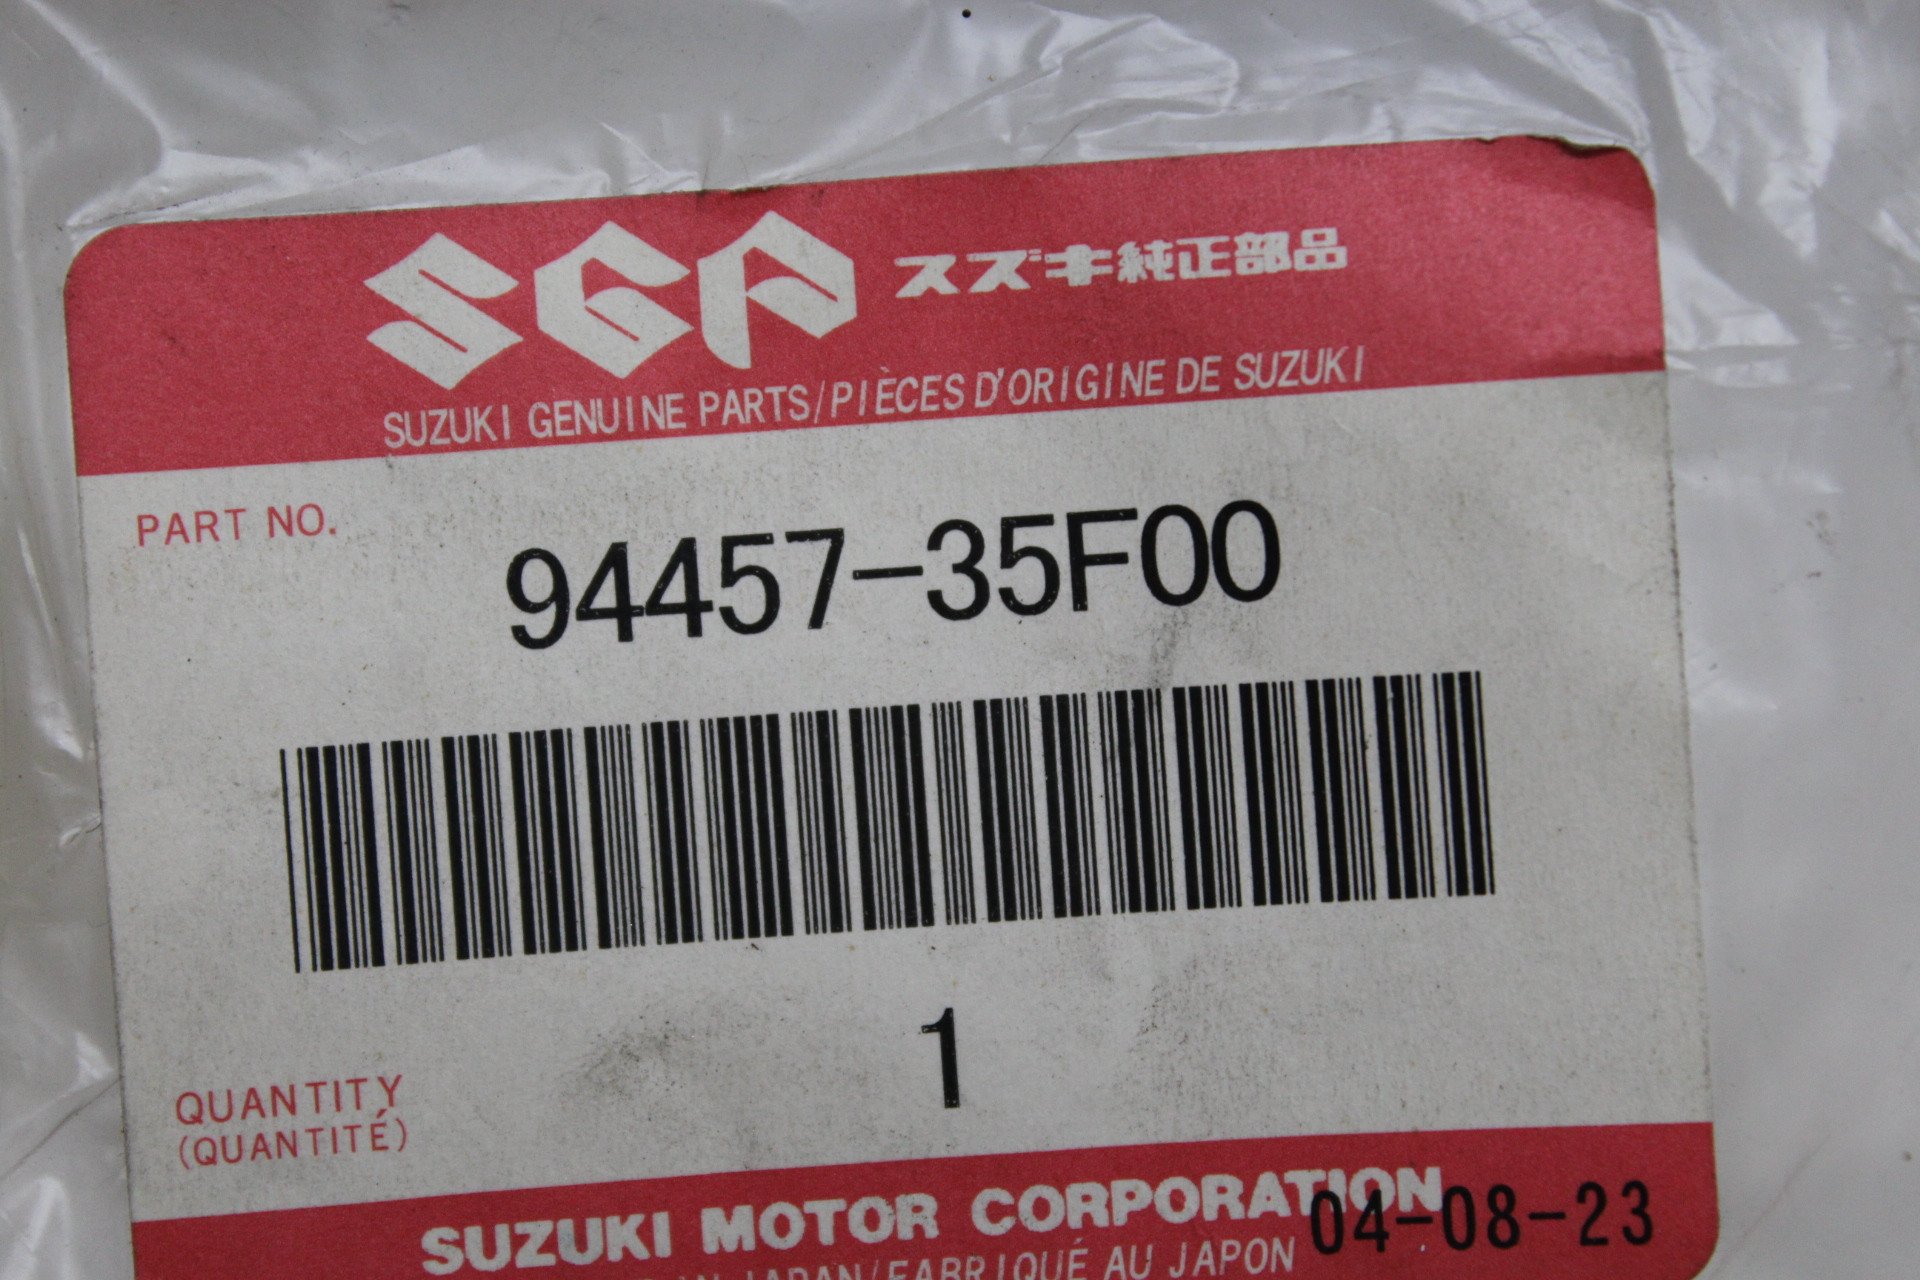 SGP スズキ純正部品
SUZUKI GENUINE PARTS/PIÈCES D'ORIGINE DE SUZUKI
PART NO.
94457-35F00
1
QUANTITY
(QUANTITÉ)
SUZUKI MOTOR CORPORATION
04-08-23
IN JAPAN/FABRIQUÉ AU JAPON